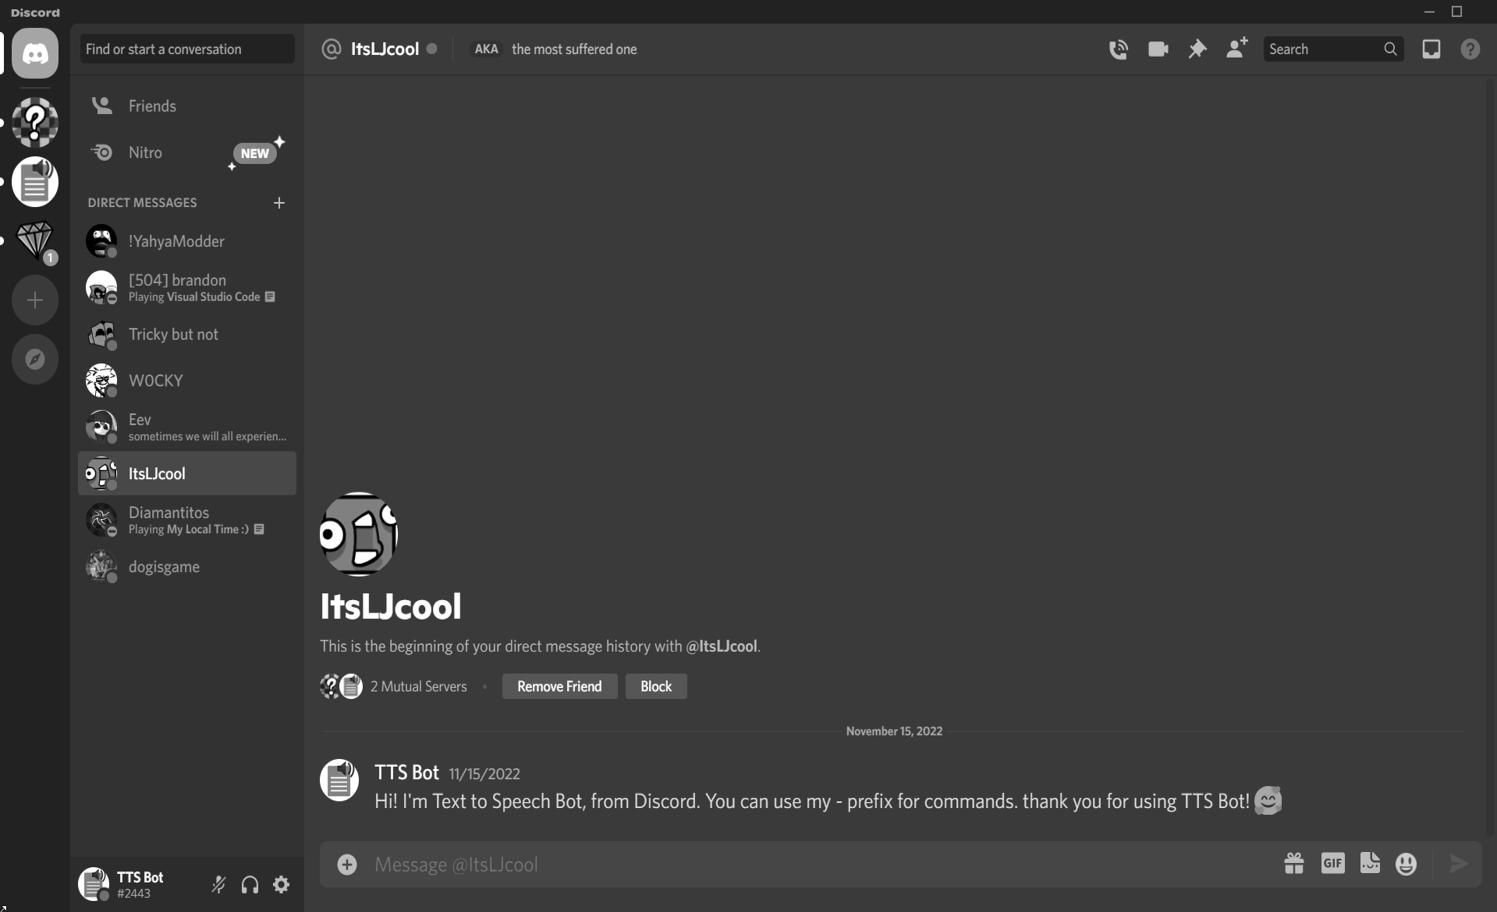 Discord
Find or start a conversation
ItsLJcool
AKA the most suffered one
Search
Friends
Nitro
NEW
DIRECT MESSAGES
!YahyaModder
[504] brandon
Playing Visual Studio Code
Tricky but not
W0CKY
Eev
sometimes we will all experien...
ItsLJcool
Diamantitos
Playing My Local Time :)
dogisgame
1
ItsLJcool
This is the beginning of your direct message history with @ItsLJcool.
2 Mutual Servers
Remove Friend
Block
November 15, 2022
TTS Bot 11/15/2022
Hi! I'm Text to Speech Bot, from Discord. You can use my - prefix for commands. thank you for using TTS Bot! 🥰
Message @ItsLJcool
GIF
TTS Bot
#2443